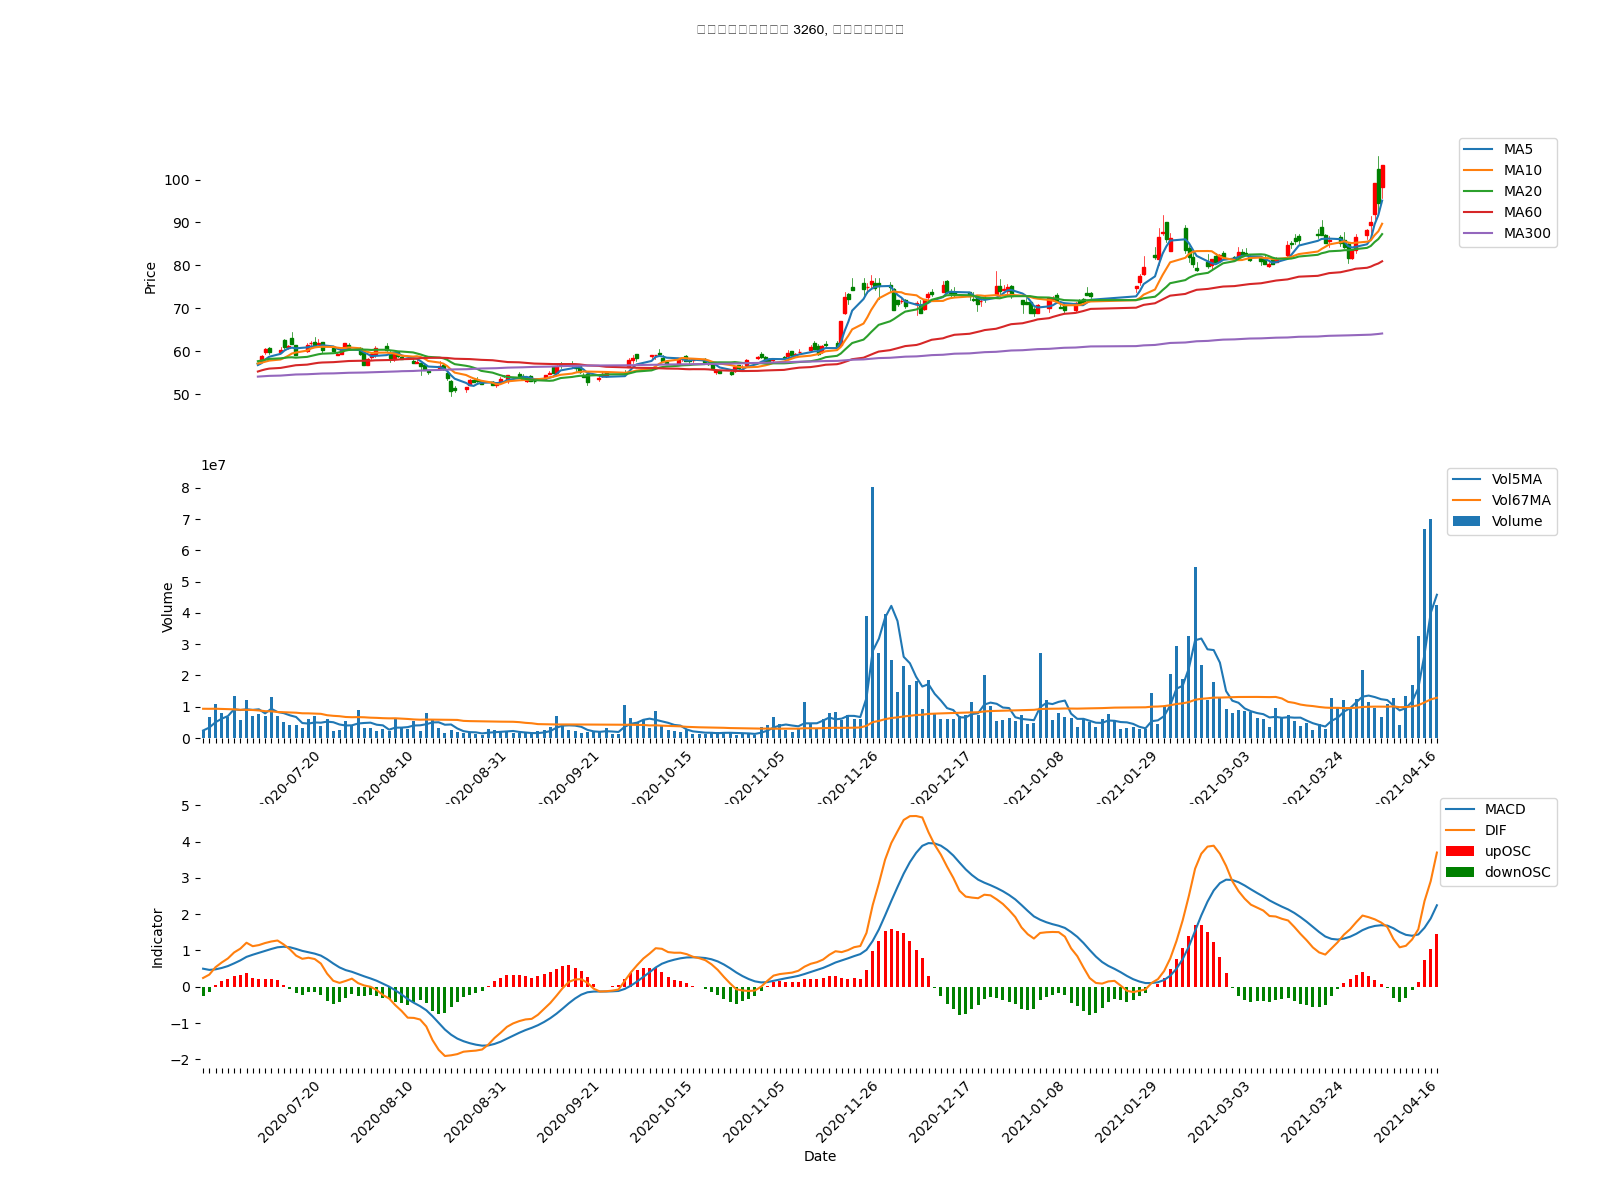 3260,
Price
100
90
80
70
60
50
MA5
MA10
MA20
MA60
MA300
1e7
Volume
8
7
6
5
4
3
2
1
0
Vol5MA
Vol67MA
Volume
2020-07-20
2020-08-10
2020-08-31
2020-09-21
2020-10-15
2020-11-05
2020-11-26
2020-12-17
2021-01-08
2021-01-29
2021-03-03
2021-03-24
2021-04-16
Indicator
5
4
3
2
1
0
−1
−2
MACD
DIF
upOSC
downOSC
2020-07-20
2020-08-10
2020-08-31
2020-09-21
2020-10-15
2020-11-05
2020-11-26
2020-12-17
2021-01-08
2021-01-29
2021-03-03
2021-03-24
2021-04-16
Date